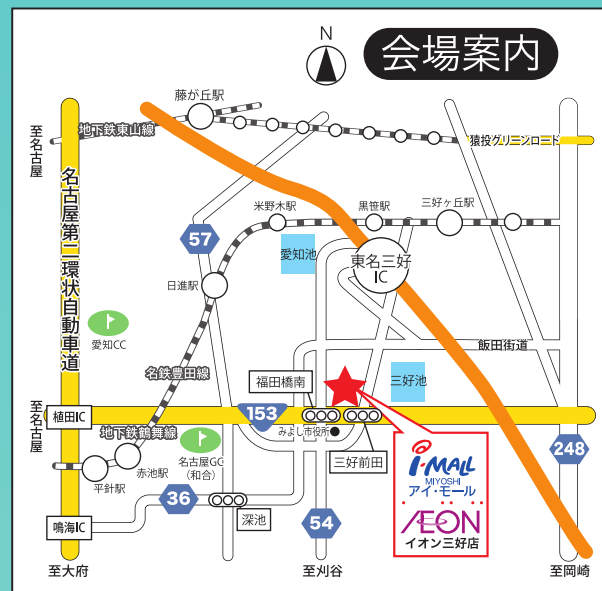 N
会場案内
藤が丘駅
地下鉄東山線
猿投グリーンロード
至名古屋
名古屋第二環状自動車道
57
米野木駅
黒笹駅
三好ヶ丘駅
愛知池
東名三好
IC
日進駅
愛知CC
飯田街道
名鉄豊田線
福田橋南
三好池
至名古屋
植田IC
153
地下鉄鶴舞線
みよし市役所
三好前田
248
平針駅
赤池駅
名古屋GC
(和合)
i・MALL
MIYOSHI
アイ・モール
ÆON
イオン三好店
36
深池
54
鳴海IC
至大府
至刈谷
至岡崎